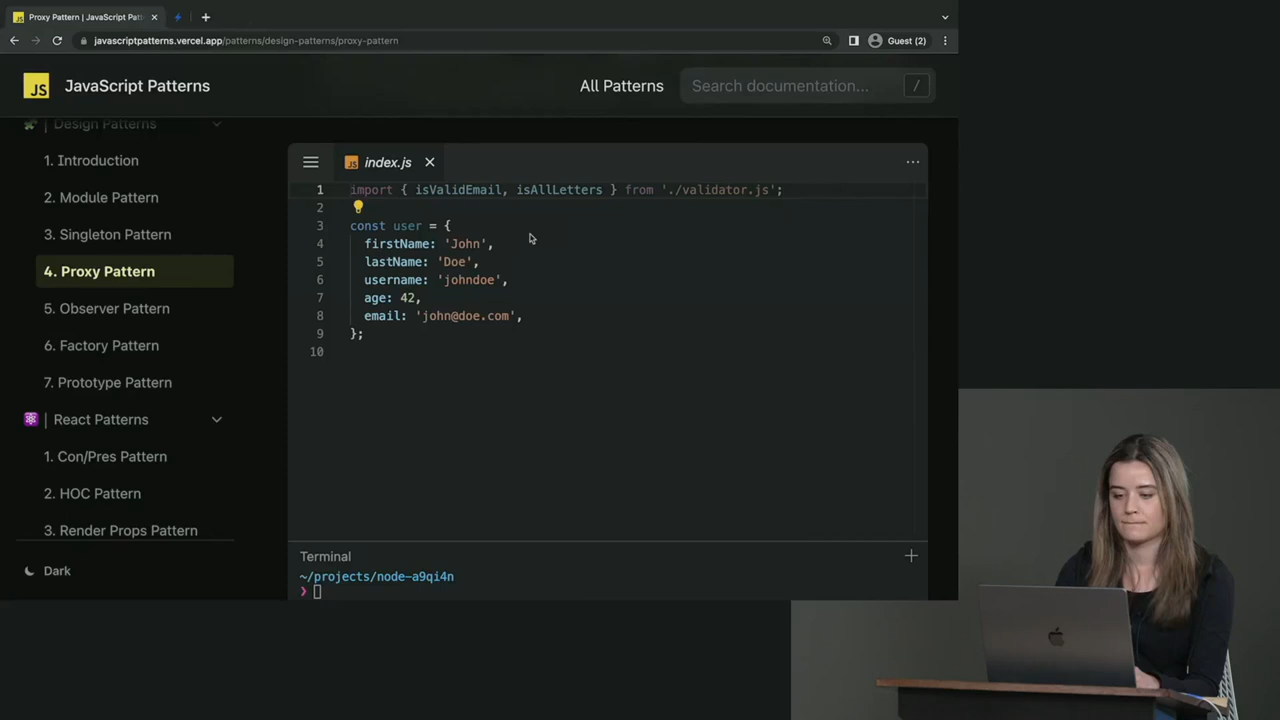 Proxy Pattern | JavaScript Pat
javascriptpatterns.vercel.app/patterns/design-patterns/proxy-pattern
Guest (2)
JS
JavaScript Patterns
All Patterns
Search documentation...
/
| Design Patterns
1. Introduction
2. Module Pattern
3. Singleton Pattern
4. Proxy Pattern
5. Observer Pattern
6. Factory Pattern
7. Prototype Pattern
| React Patterns
1. Con/Pres Pattern
2. HOC Pattern
3. Render Props Pattern
Dark
JS index.js
1 import { isValidEmail, isAllLetters } from './validator.js';
2
3 const user = {
4 firstName: 'John',
5 lastName: 'Doe',
6 username: 'johndoe',
7 age: 42,
8 email: 'john@doe.com',
9 };
10
Terminal
~/projects/node-a9qi4n
❯